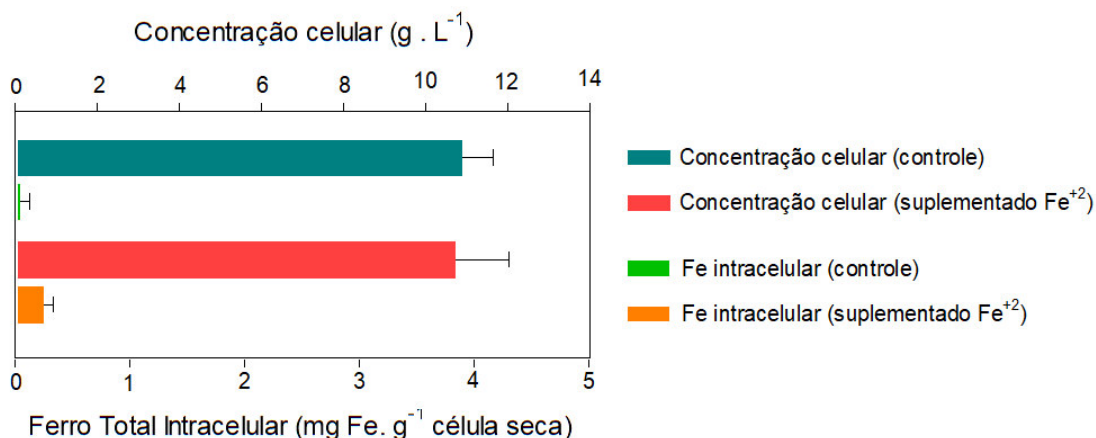 Concentração celular (g . L⁻¹)
0 2 4 6 8 10 12 14
Concentração celular (controle)
Concentração celular (suplementado Fe⁺²)
Fe intracelular (controle)
Fe intracelular (suplementado Fe⁺²)
0 1 2 3 4 5
Ferro Total Intracelular (mg Fe. g⁻¹ célula seca)